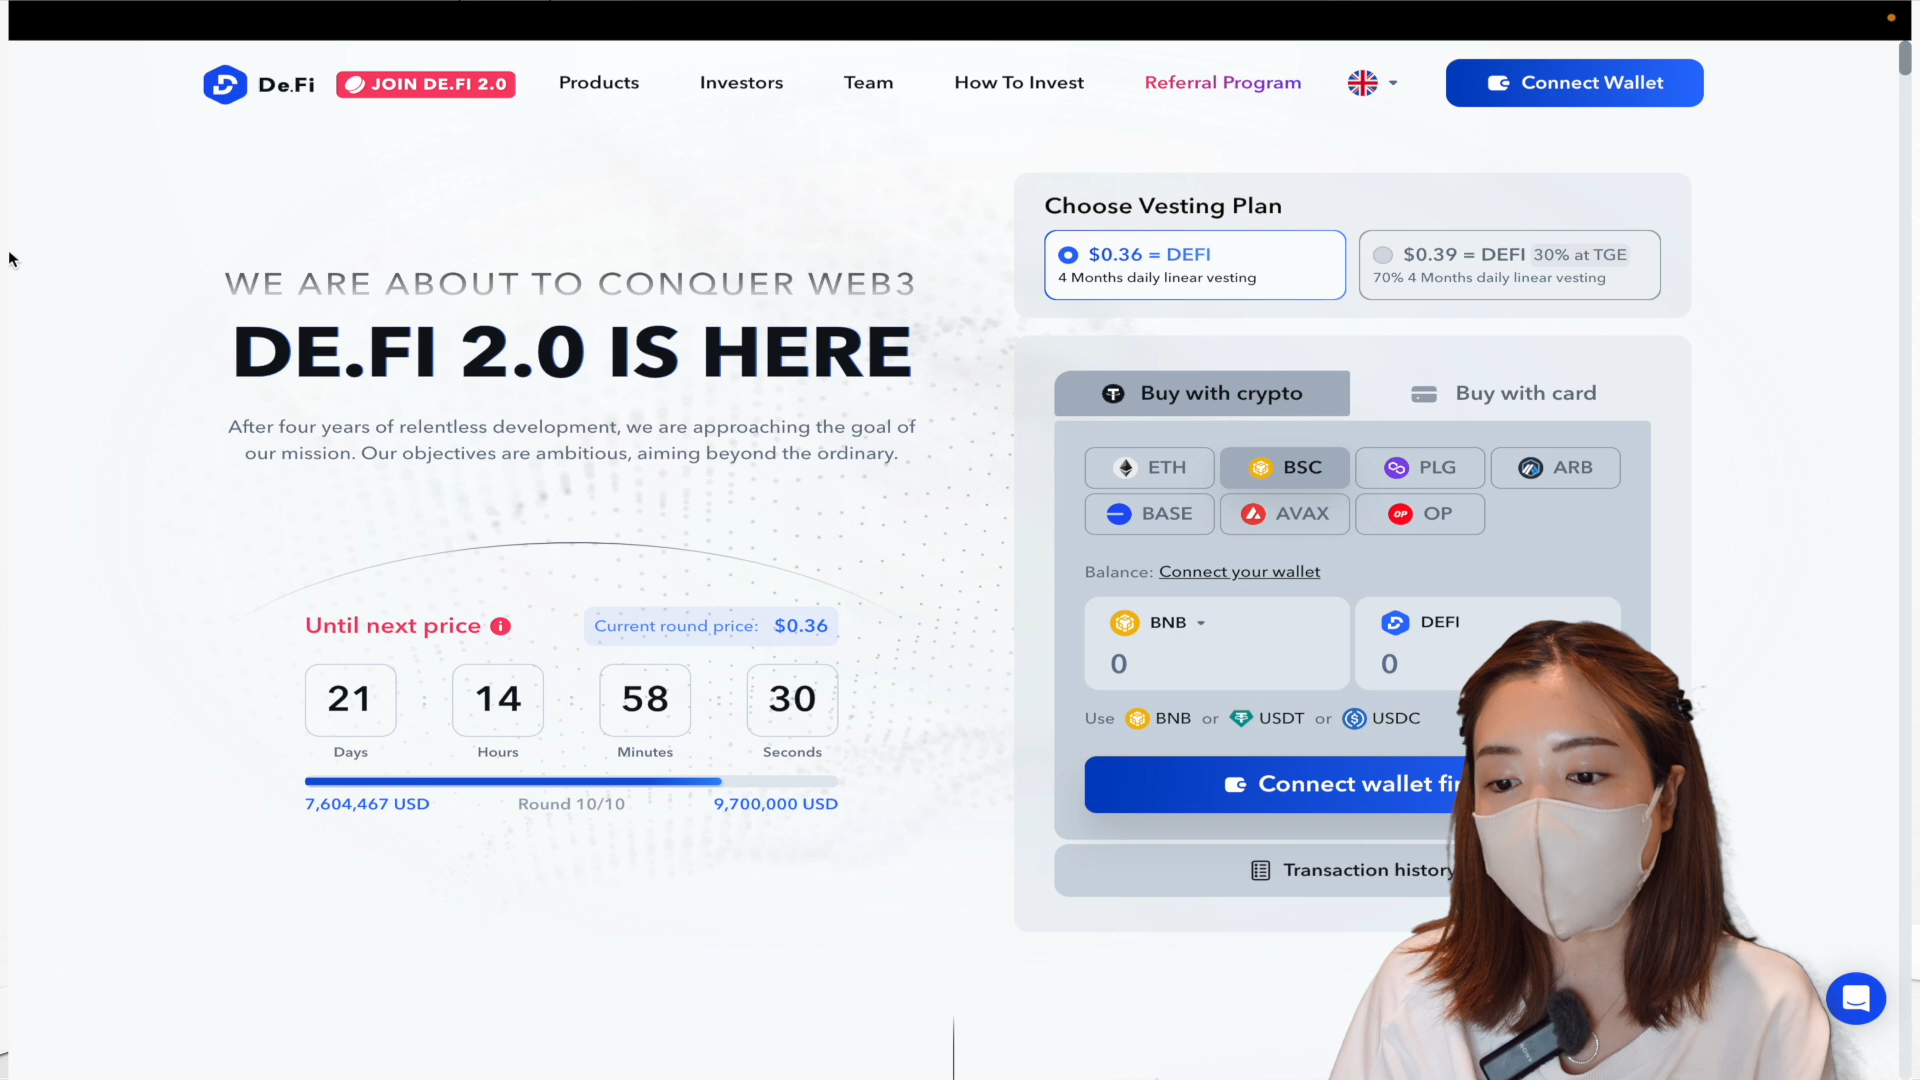 De.Fi
JOIN DE.FI 2.0
Products
Investors
Team
How To Invest
Referral Program
Connect Wallet
WE ARE ABOUT TO CONQUER WEB3
DE.FI 2.0 IS HERE
After four years of relentless development, we are approaching the goal of
our mission. Our objectives are ambitious, aiming beyond the ordinary.
Until next price
Current round price: $0.36
21
14
58
30
Days
Hours
Minutes
Seconds
7,604,467 USD
Round 10/10
9,700,000 USD
Choose Vesting Plan
$0.36 = DEFI
4 Months daily linear vesting
$0.39 = DEFI 30% at TGE
70% 4 Months daily linear vesting
Buy with crypto
Buy with card
ETH
BSC
PLG
ARB
BASE
AVAX
OP
OP
Balance: Connect your wallet
BNB
0
DEFI
0
Use BNB or USDT or USDC
Connect wallet
Transaction history